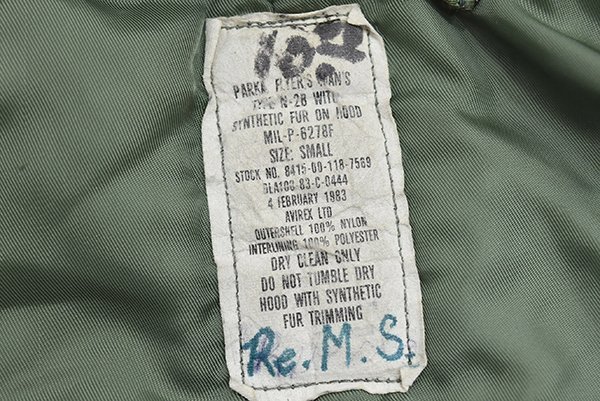 PARKA FLYER'S MAN'S
TYPE N-2B WITH
SYNTHETIC FUR ON HOOD
MIL-P-6278F
SIZE: SMALL
STOCK NO. 8415-00-118-7569
DLA100-83-C-0444
4 FEBRUARY 1983
AVIREX LTD
OUTERSHELL 100% NYLON
INTERLINING 100% POLYESTER
DRY CLEAN ONLY
DO NOT TUMBLE DRY
HOOD WITH SYNTHETIC
FUR TRIMMING
Re. M. S.